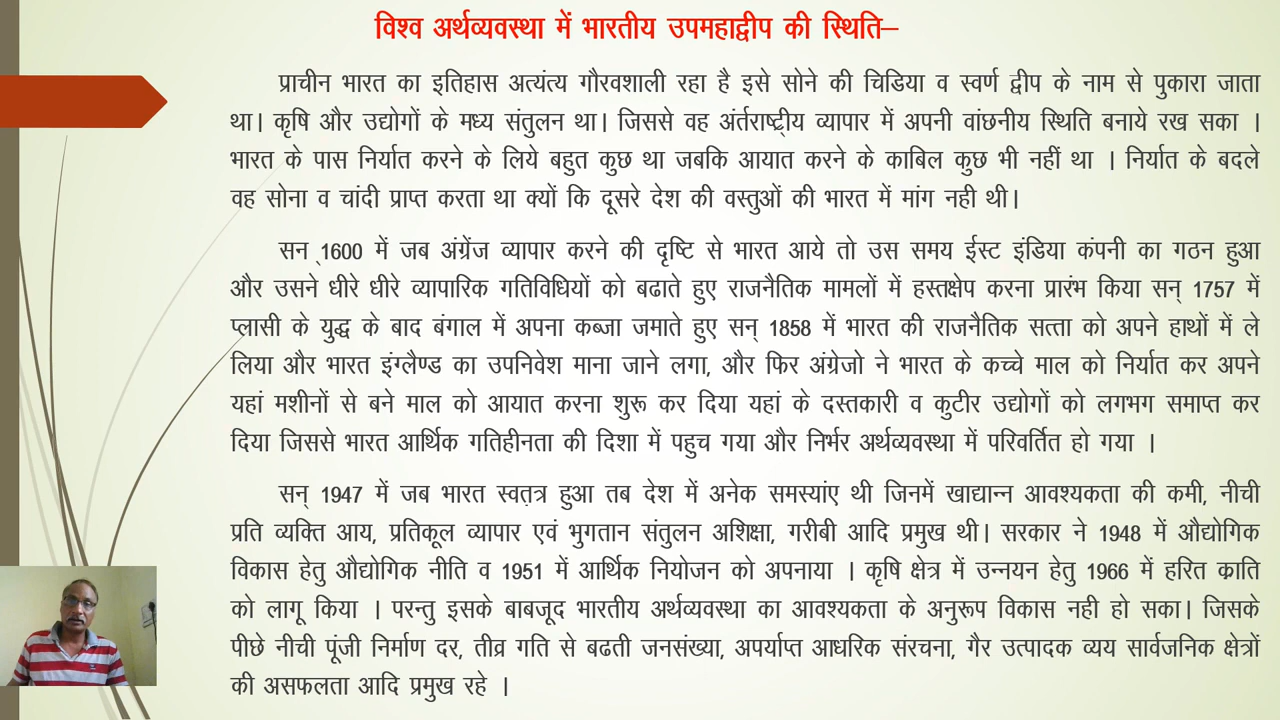 विश्व अर्थव्यवस्था में भारतीय उपमहाद्वीप की स्थिति–
प्राचीन भारत का इतिहास अत्यंत्य गौरवशाली रहा है इसे सोने की चिडिया व स्वर्ण द्वीप के नाम से पुकारा जाता
था। कृषि और उद्योगों के मध्य संतुलन था। जिससे वह अंर्तराष्ट्रीय व्यापार में अपनी वांछनीय स्थिति बनाये रख सका ।
भारत के पास निर्यात करने के लिये बहुत कुछ था जबकि आयात करने के काबिल कुछ भी नहीं था । निर्यात के बदले
वह सोना व चांदी प्राप्त करता था क्यों कि दूसरे देश की वस्तुओं की भारत में मांग नही थी।
सन् 1600 में जब अंग्रेंज व्यापार करने की दृष्टि से भारत आये तो उस समय ईस्ट इंडिया कंपनी का गठन हुआ
और उसने धीरे धीरे व्यापारिक गतिविधियों को बढाते हुए राजनैतिक मामलों में हस्तक्षेप करना प्रारंभ किया सन् 1757 में
प्लासी के युद्ध के बाद बंगाल में अपना कब्जा जमाते हुए सन् 1858 में भारत की राजनैतिक सत्ता को अपने हाथों में ले
लिया और भारत इंग्लैण्ड का उपनिवेश माना जाने लगा, और फिर अंग्रेजो ने भारत के कच्चे माल को निर्यात कर अपने
यहां मशीनों से बने माल को आयात करना शुरू कर दिया यहां के दस्तकारी व कुटीर उद्योगों को लगभग समाप्त कर
दिया जिससे भारत आर्थिक गतिहीनता की दिशा में पहुच गया और निर्भर अर्थव्यवस्था में परिवर्तित हो गया ।
सन् 1947 में जब भारत स्वतत्र हुआ तब देश में अनेक समस्यांए थी जिनमें खाद्यान्न आवश्यकता की कमी, नीची
प्रति व्यक्ति आय, प्रतिकूल व्यापार एवं भुगतान संतुलन अशिक्षा, गरीबी आदि प्रमुख थी। सरकार ने 1948 में औद्योगिक
विकास हेतु औद्योगिक नीति व 1951 में आर्थिक नियोजन को अपनाया । कृषि क्षेत्र में उन्नयन हेतु 1966 में हरित क्राति
को लागू किया । परन्तु इसके बाबजूद भारतीय अर्थव्यवस्था का आवश्यकता के अनुरूप विकास नही हो सका। जिसके
पीछे नीची पूंजी निर्माण दर, तीव्र गति से बढती जनसंख्या, अपर्याप्त आधरिक संरचना, गैर उत्पादक व्यय सार्वजनिक क्षेत्रों
की असफलता आदि प्रमुख रहे ।